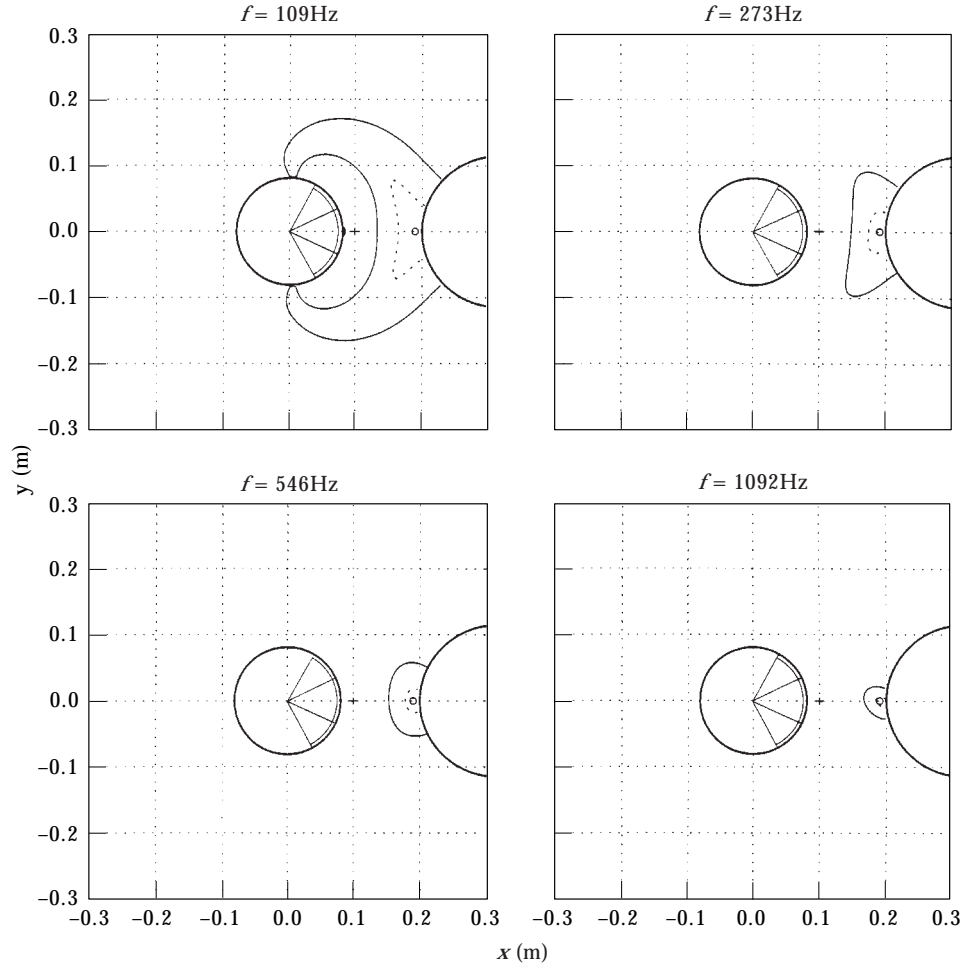 f = 109Hz
f = 273Hz
0.3
0.2
0.1
0.0
–0.1
–0.2
–0.3
y (m)
f = 546Hz
f = 1092Hz
0.3
0.2
0.1
0.0
–0.1
–0.2
–0.3
–0.3 –0.2 –0.1 0.0 0.1 0.2 0.3 –0.3 –0.2 –0.1 0.0 0.1 0.2 0.3
x (m)